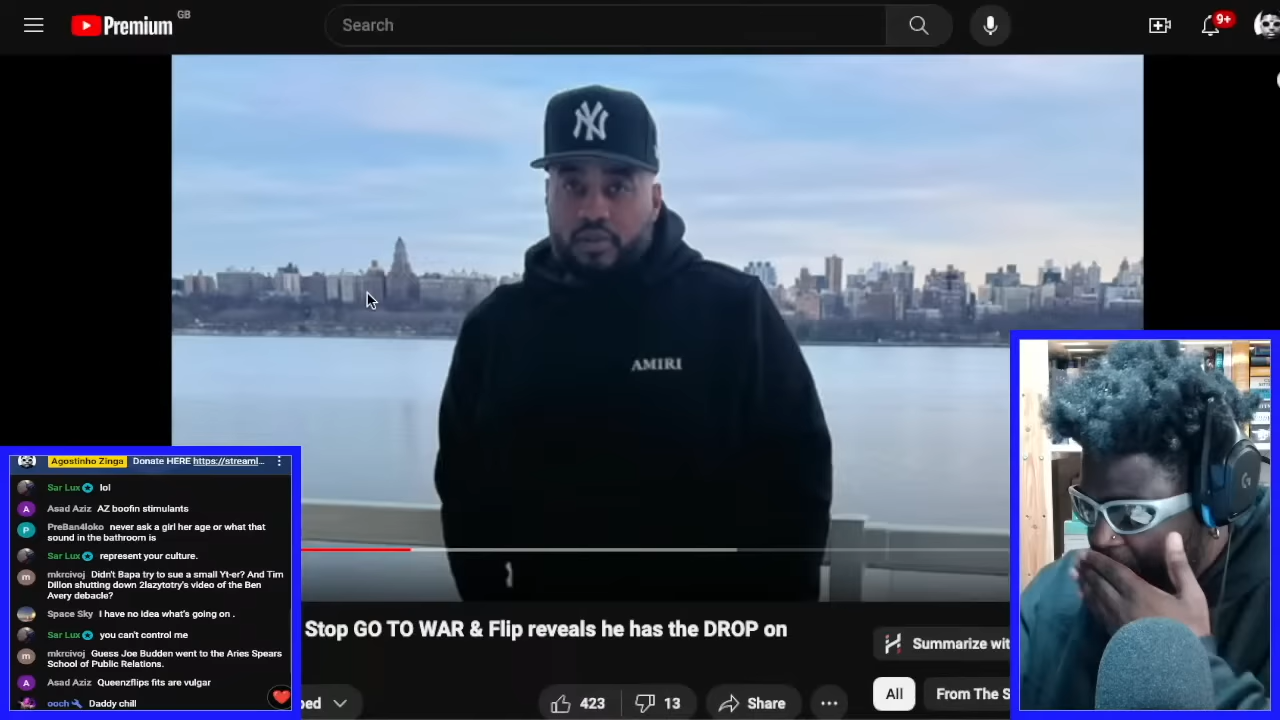 Premium GB
Search
9+
NY
AMIRI
Agostinho Zinga Donate HERE https://streaml...
Sar Lux lol
Asad Aziz AZ boofin stimulants
PreBan4loko never ask a girl her age or what that
sound in the bathroom is
Sar Lux represent your culture.
mkrcivoj Didn't Bapa try to sue a small Yt-er? And Tim
Dillon shutting down 2lazytotry's video of the Ben
Avery debacle?
Space Sky I have no idea what's going on .
Sar Lux you can't control me
mkrcivoj Guess Joe Budden went to the Aries Spears
School of Public Relations.
Asad Aziz Queenzflips fits are vulgar
ooch Daddy chill
Stop GO TO WAR & Flip reveals he has the DROP on
Summarize wit
bed
423
13
Share
All
From The S